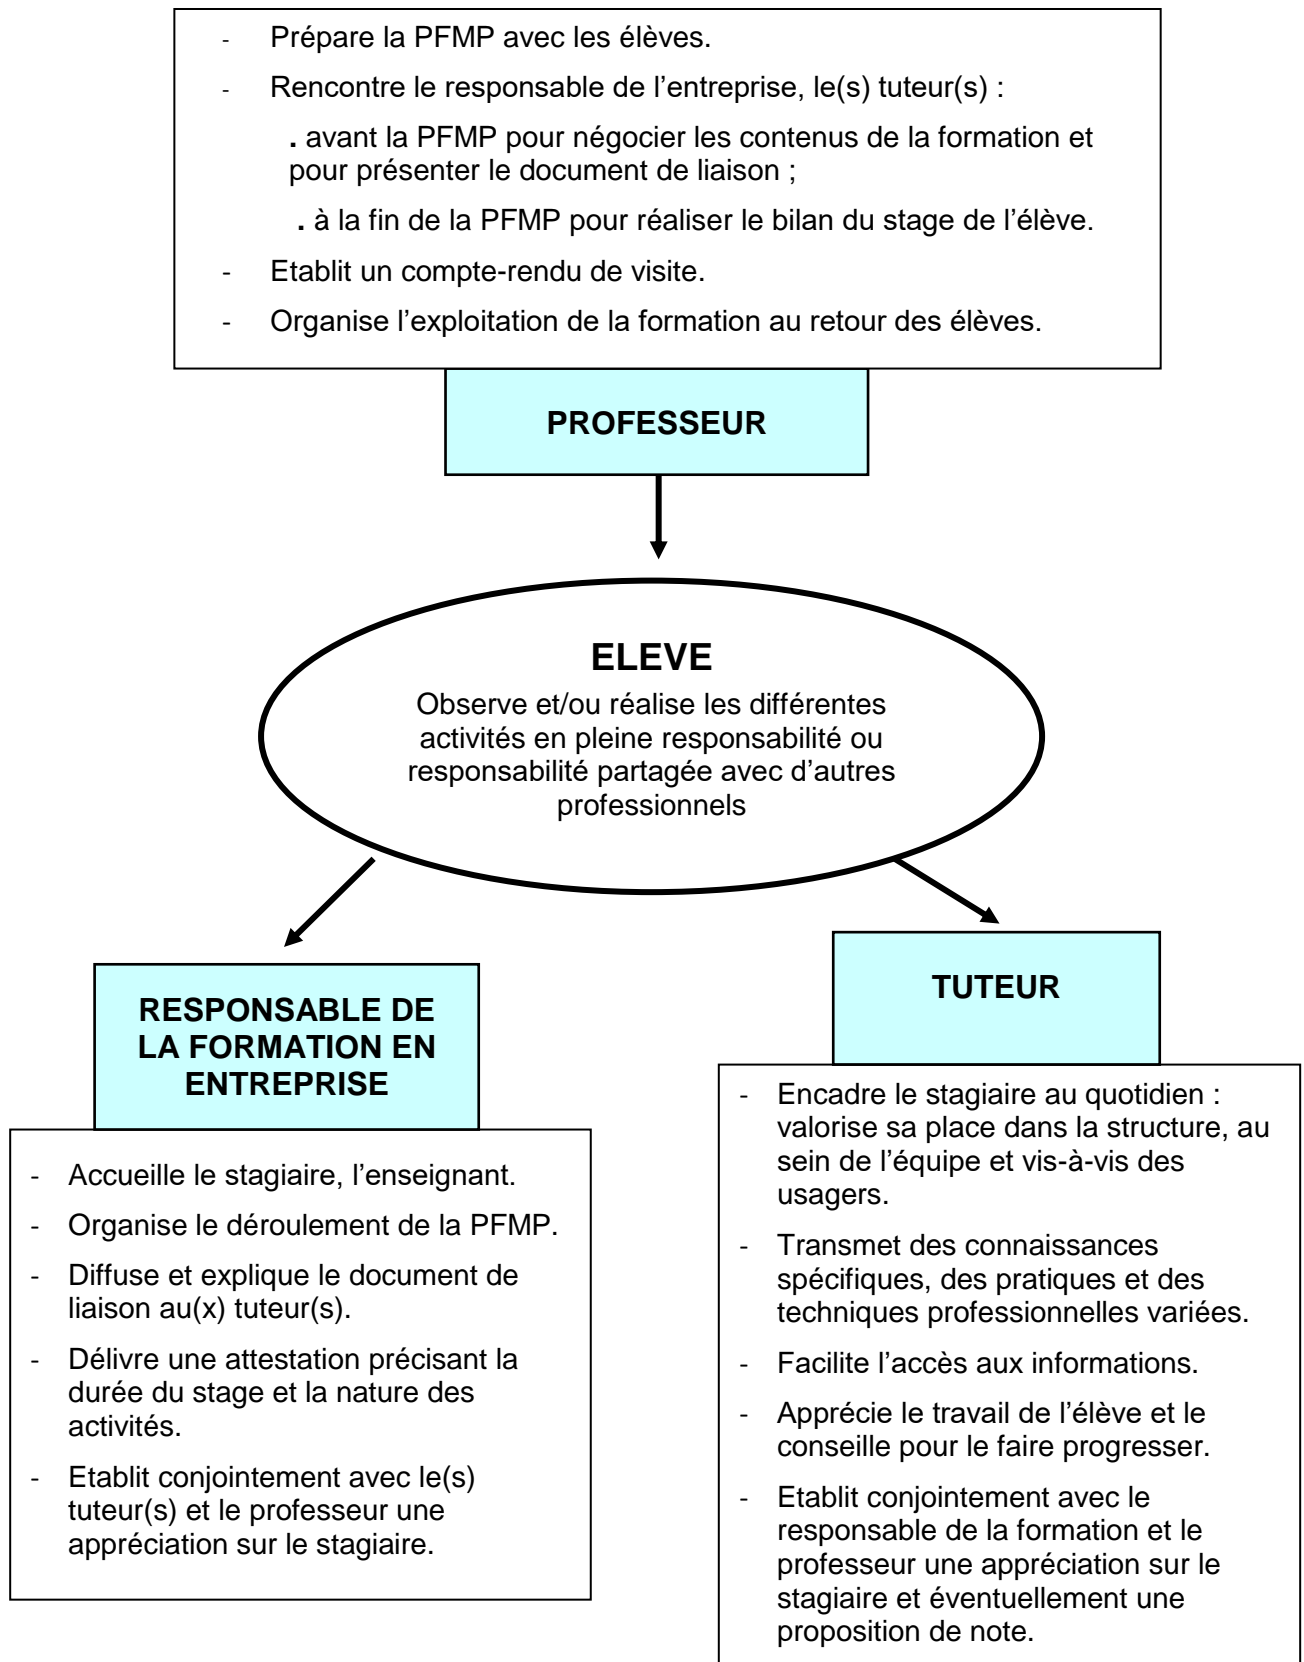 - Prépare la PFMP avec les élèves.
- Rencontre le responsable de l’entreprise, le(s) tuteur(s) :
. avant la PFMP pour négocier les contenus de la formation et
pour présenter le document de liaison ;
. à la fin de la PFMP pour réaliser le bilan du stage de l’élève.
- Etablit un compte-rendu de visite.
- Organise l’exploitation de la formation au retour des élèves.
PROFESSEUR
ELEVE
Observe et/ou réalise les différentes
activités en pleine responsabilité ou
responsabilité partagée avec d’autres
professionnels
RESPONSABLE DE
LA FORMATION EN
ENTREPRISE
- Accueille le stagiaire, l’enseignant.
- Organise le déroulement de la PFMP.
- Diffuse et explique le document de
liaison au(x) tuteur(s).
- Délivre une attestation précisant la
durée du stage et la nature des
activités.
- Etablit conjointement avec le(s)
tuteur(s) et le professeur une
appréciation sur le stagiaire.
TUTEUR
- Encadre le stagiaire au quotidien :
valorise sa place dans la structure, au
sein de l’équipe et vis-à-vis des
usagers.
- Transmet des connaissances
spécifiques, des pratiques et des
techniques professionnelles variées.
- Facilite l’accès aux informations.
- Apprécie le travail de l’élève et le
conseille pour le faire progresser.
- Etablit conjointement avec le
responsable de la formation et le
professeur une appréciation sur le
stagiaire et éventuellement une
proposition de note.